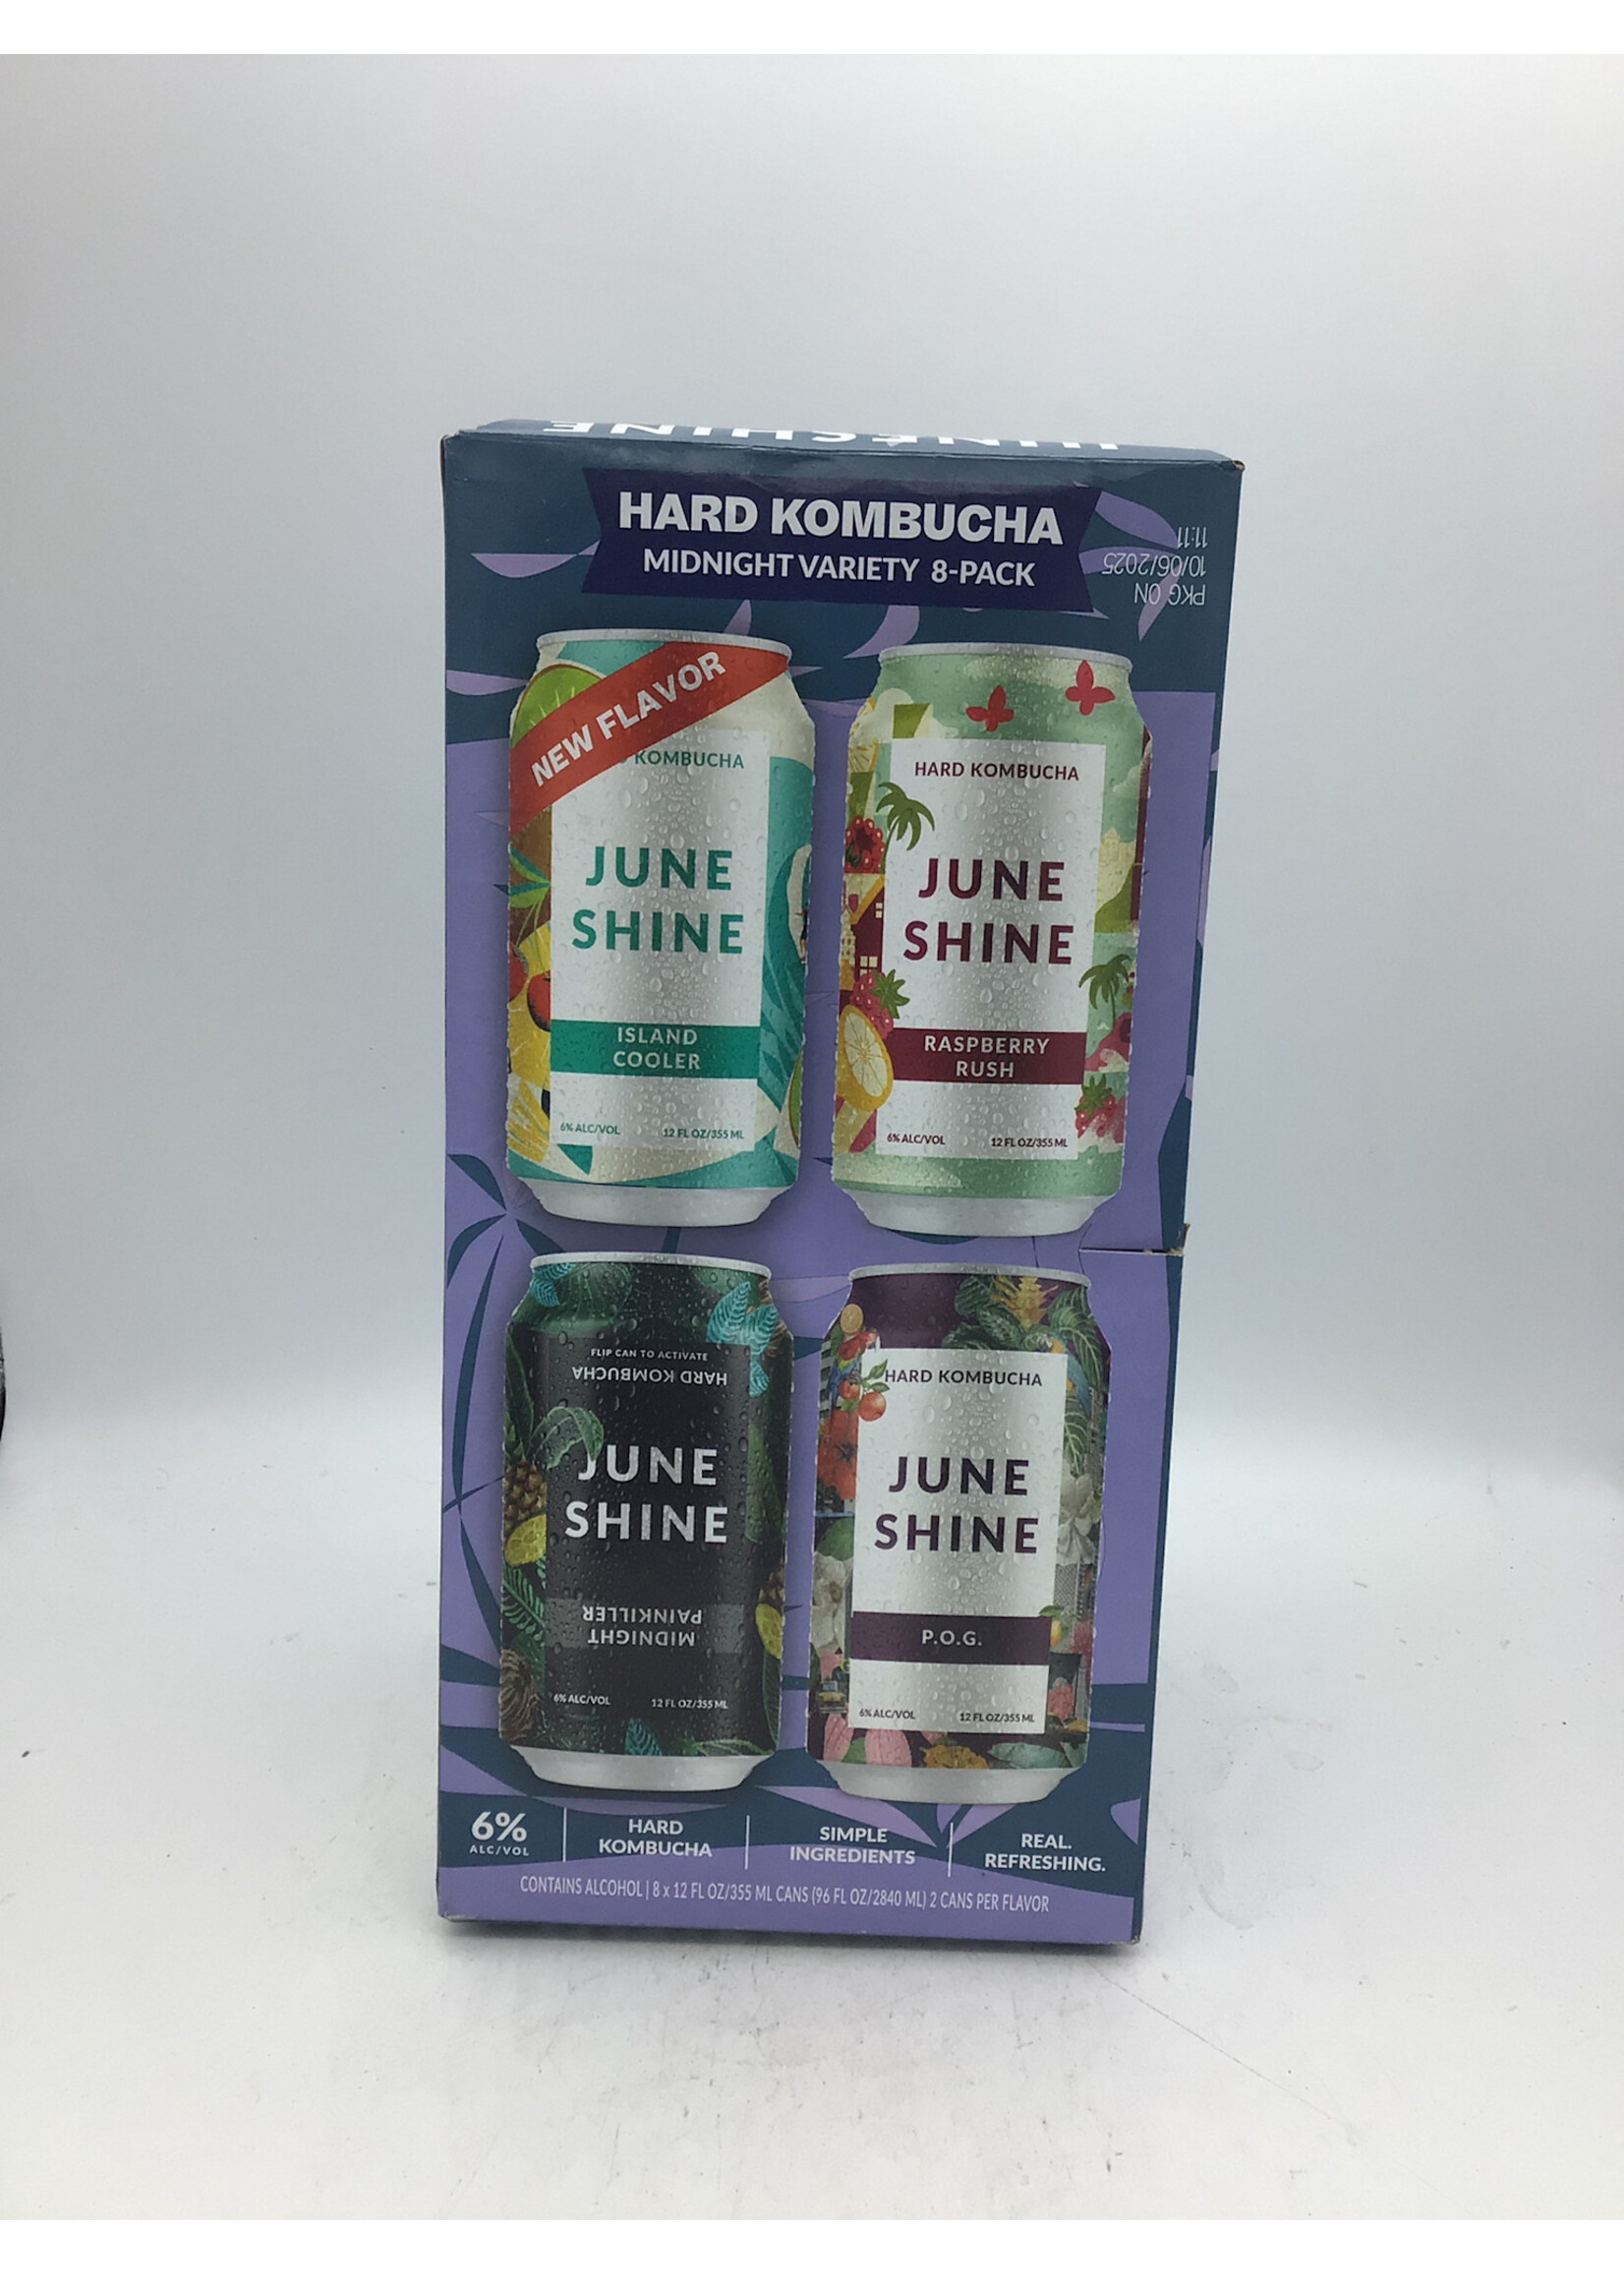 JUNESHINE
HARD KOMBUCHA
MIDNIGHT VARIETY 8-PACK
PKG ON
10/06/2025
11:11
NEW FLAVOR
KOMBUCHA
JUNE
SHINE
ISLAND
COOLER
6% ALC/VOL 12 FL OZ/355 ML
HARD KOMBUCHA
JUNE
SHINE
RASPBERRY
RUSH
6% ALC/VOL 12 FL OZ/355 ML
FLIP CAN TO ACTIVATE
HARD KOMBUCHA
JUNE
SHINE
MIDNIGHT
PAINKILLER
6% ALC/VOL 12 FL OZ/355 ML
HARD KOMBUCHA
JUNE
SHINE
P.O.G.
6% ALC/VOL 12 FL OZ/355 ML
6%
ALC/VOL
HARD
KOMBUCHA
SIMPLE
INGREDIENTS
REAL.
REFRESHING.
CONTAINS ALCOHOL | 8 x 12 FL OZ/355 ML CANS (96 FL OZ/2840 ML) 2 CANS PER FLAVOR